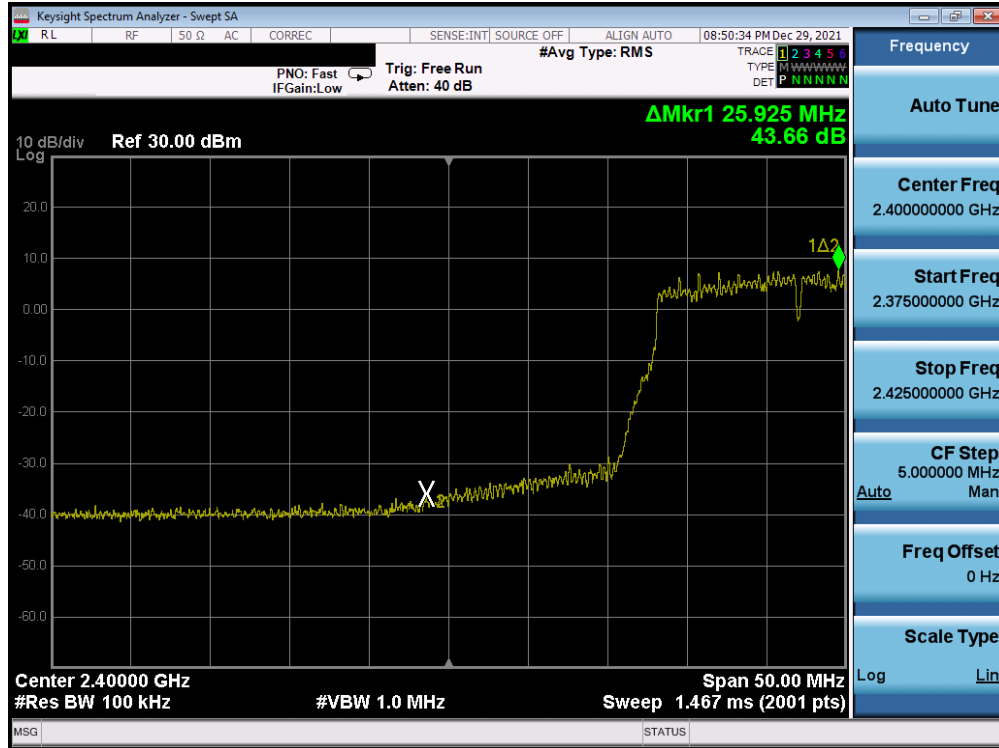 Keysight Spectrum Analyzer - Swept SA
LXI RL RF 50 Ω AC CORREC SENSE:INT SOURCE OFF ALIGN AUTO 08:50:34 PM Dec 29, 2021
#Avg Type: RMS
TRACE 1 2 3 4 5 6
TYPE M W W W W W
DET P N N N N N
PNO: Fast
IFGain:Low
Trig: Free Run
Atten: 40 dB
ΔMkr1 25.925 MHz
43.66 dB
10 dB/div Ref 30.00 dBm
Log
20.0
10.0
0.00
-10.0
-20.0
-30.0
-40.0
-50.0
-60.0
1Δ2
X2
Center 2.40000 GHz
Span 50.00 MHz
#Res BW 100 kHz
#VBW 1.0 MHz
Sweep 1.467 ms (2001 pts)
MSG
STATUS
Frequency
Auto Tune
Center Freq
2.400000000 GHz
Start Freq
2.375000000 GHz
Stop Freq
2.425000000 GHz
CF Step
5.000000 MHz
Auto Man
Freq Offset
0 Hz
Scale Type
Log Lin